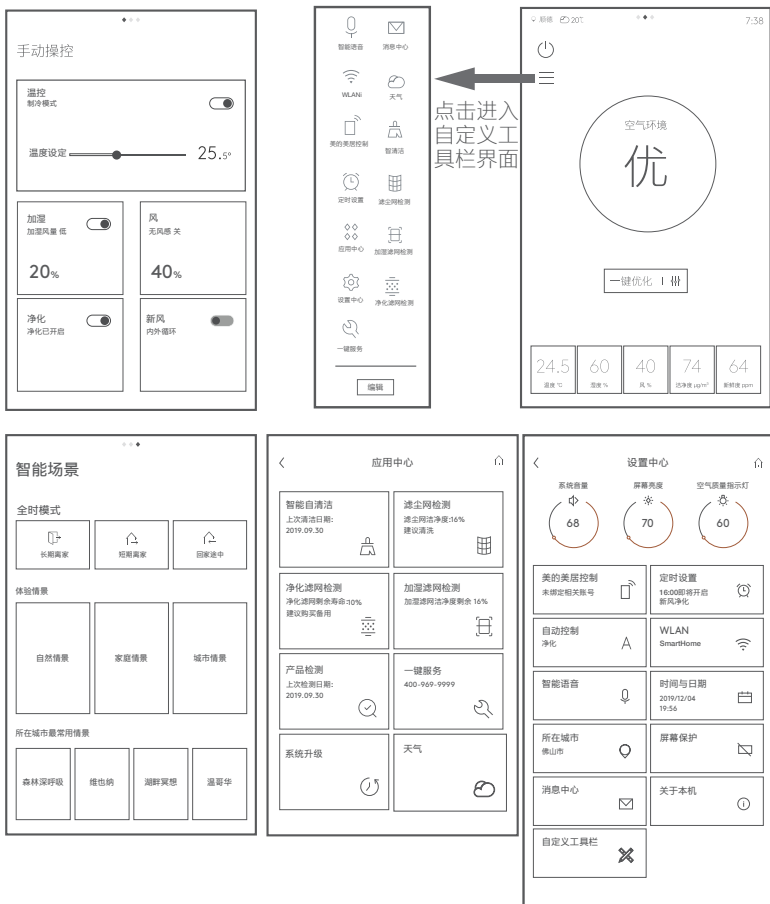 手动操控
温控
制冷模式
温度设定
25.5°
加湿
加湿风量 低
20%
风
无风感 关
40%
净化
净化已开启
新风
内外循环
智能语音
消息中心
WLANi
天气
美的美居控制
智清洁
定时设置
滤尘网检测
应用中心
加湿滤网检测
设置中心
净化滤网检测
一键服务
编辑
点击进入
自定义工
具栏界面
顺德 20℃
7:38
空气环境
优
一键优化
24.5
温度 ℃
60
湿度 %
40
风 %
74
洁净度 μg/m³
64
新鲜度 ppm
智能场景
全时模式
长期离家
短期离家
回家途中
体验情景
自然情景
家庭情景
城市情景
所在城市最常用情景
森林深呼吸
维也纳
湖畔冥想
温哥华
应用中心
智能自清洁
上次清洁日期:
2019.09.30
滤尘网检测
滤尘网洁净度:16%
建议清洗
净化滤网检测
净化滤网剩余寿命:10%
建议购买备用
加湿滤网检测
加湿滤网洁净度剩余 16%
产品检测
上次检测日期:
2019.09.30
一键服务
400-969-9999
系统升级
天气
设置中心
系统音量
68
屏幕亮度
70
空气质量指示灯
60
美的美居控制
未绑定相关账号
定时设置
16:00即将开启
新风净化
自动控制
净化
A
WLAN
SmartHome
智能语音
时间与日期
2019/12/04
19:56
所在城市
佛山市
屏幕保护
消息中心
关于本机
自定义工具栏